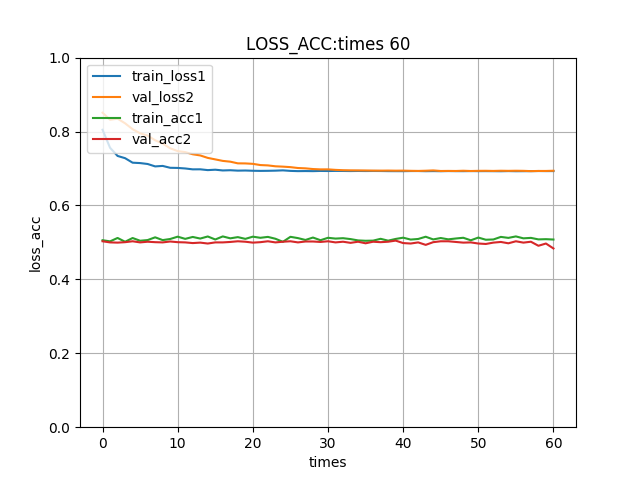 LOSS_ACC:times 60
1.0
0.8
0.6
0.4
0.2
0.0
loss_acc
train_loss1
val_loss2
train_acc1
val_acc2
0 10 20 30 40 50 60
times